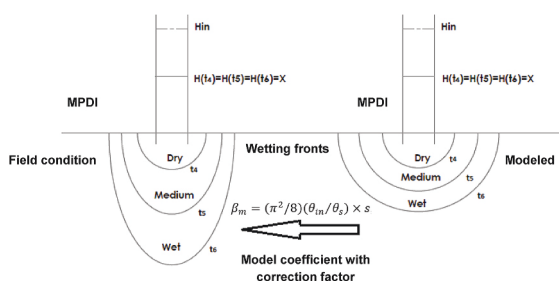 Hin
H(t4)=H(t5)=H(t6)=X
MPDI
Field condition
Dry
t4
Medium
t5
Wet
t6
Wetting fronts
Hin
H(t4)=H(t5)=H(t6)=X
MPDI
Modeled
Dry
t4
Medium
t5
Wet
t6
βₘ = (π²/8)(θᵢₙ/θₛ) × s
Model coefficient with
correction factor